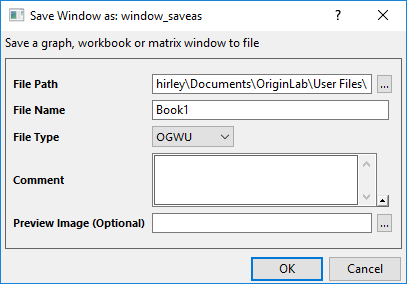 Save Window as: window_saveas
?
Save a graph, workbook or matrix window to file
File Path hirley\Documents\OriginLab\User Files\ ...
File Name Book1
File Type OGWU
Comment
Preview Image (Optional) ...
OK Cancel